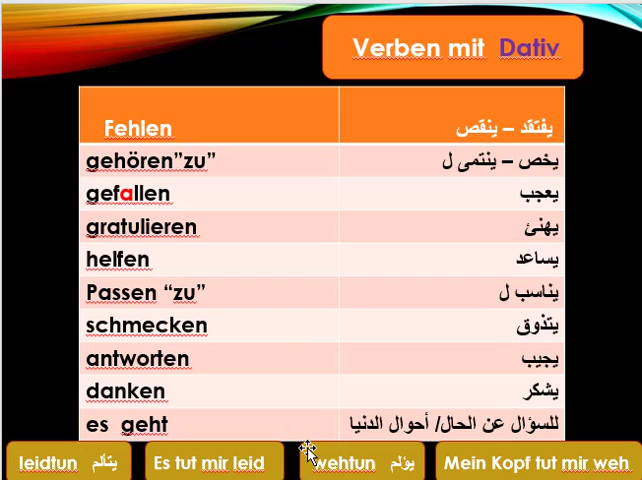 Verben mit Dativ
Fehlen يفتقد – ينقص
gehören”zu” يخص – ينتمى ل
gefallen يعجب
gratulieren يهنئ
helfen يساعد
Passen “zu” يناسب ل
schmecken يتذوق
antworten يجيب
danken يشكر
es geht للسؤال عن الحال/ أحوال الدنيا
leidtun يتألم Es tut mir leid wehtun يؤلم Mein Kopf tut mir weh